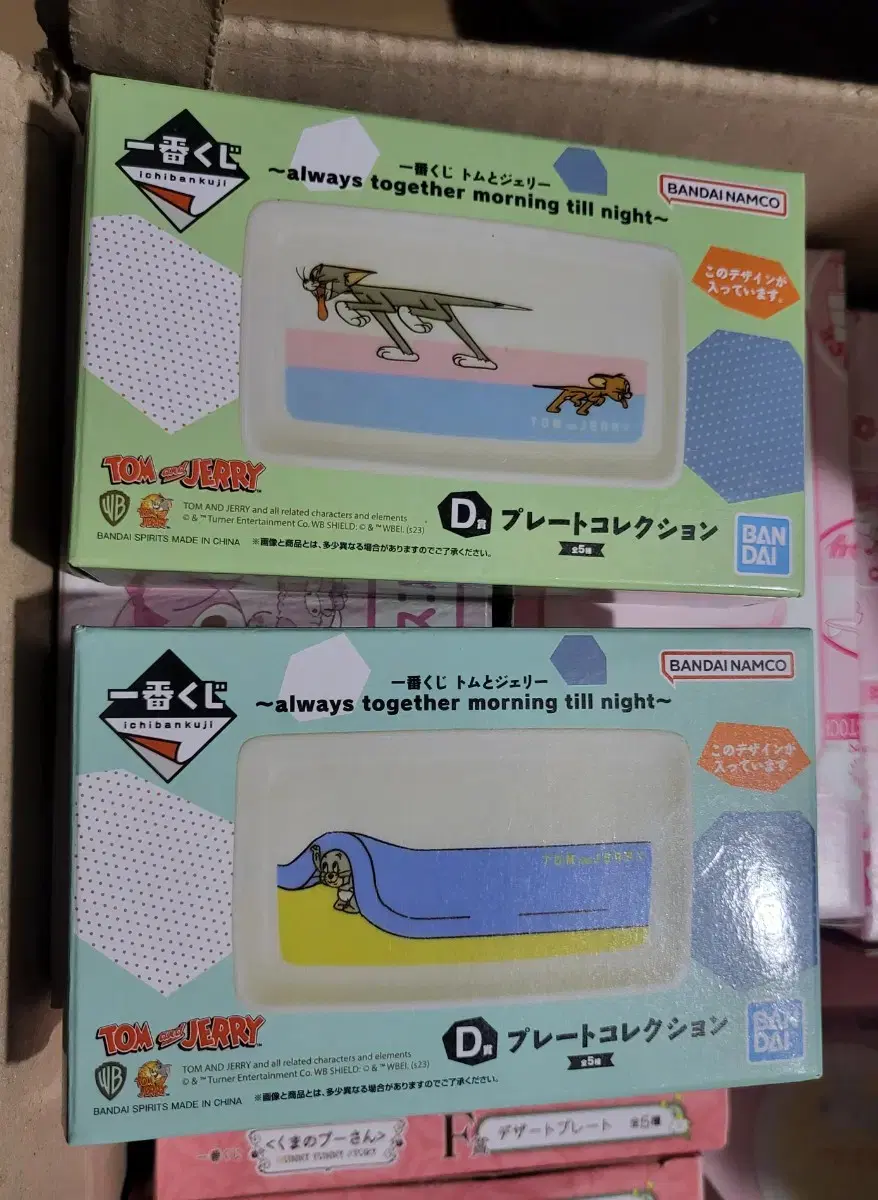 一番くじ
ichibankuji
一番くじ トムとジェリー
～always together morning till night～
BANDAI NAMCO
このデザインが
入っています。
TOM and JERRY
TOM and JERRY
WB
TOM AND JERRY and all related characters and elements
© & ™ Turner Entertainment Co. WB SHIELD: © & ™ WBEI. (s23)
BANDAI SPIRITS MADE IN CHINA ※画像と商品とは、多少異なる場合がありますのでご了承ください。
D賞 プレートコレクション
全5種
BAN
DAI
一番くじ
ichibankuji
一番くじ トムとジェリー
～always together morning till night～
BANDAI NAMCO
このデザインが
入っています。
TOM and JERRY
TOM and JERRY
WB
TOM AND JERRY and all related characters and elements
© & ™ Turner Entertainment Co. WB SHIELD: © & ™ WBEI. (s23)
BANDAI SPIRITS MADE IN CHINA ※画像と商品とは、多少異なる場合がありますのでご了承ください。
D賞 プレートコレクション
全5種
BAN
DAI
一番くじ
<くまのプーさん>
F賞 デザートプレート 全5種